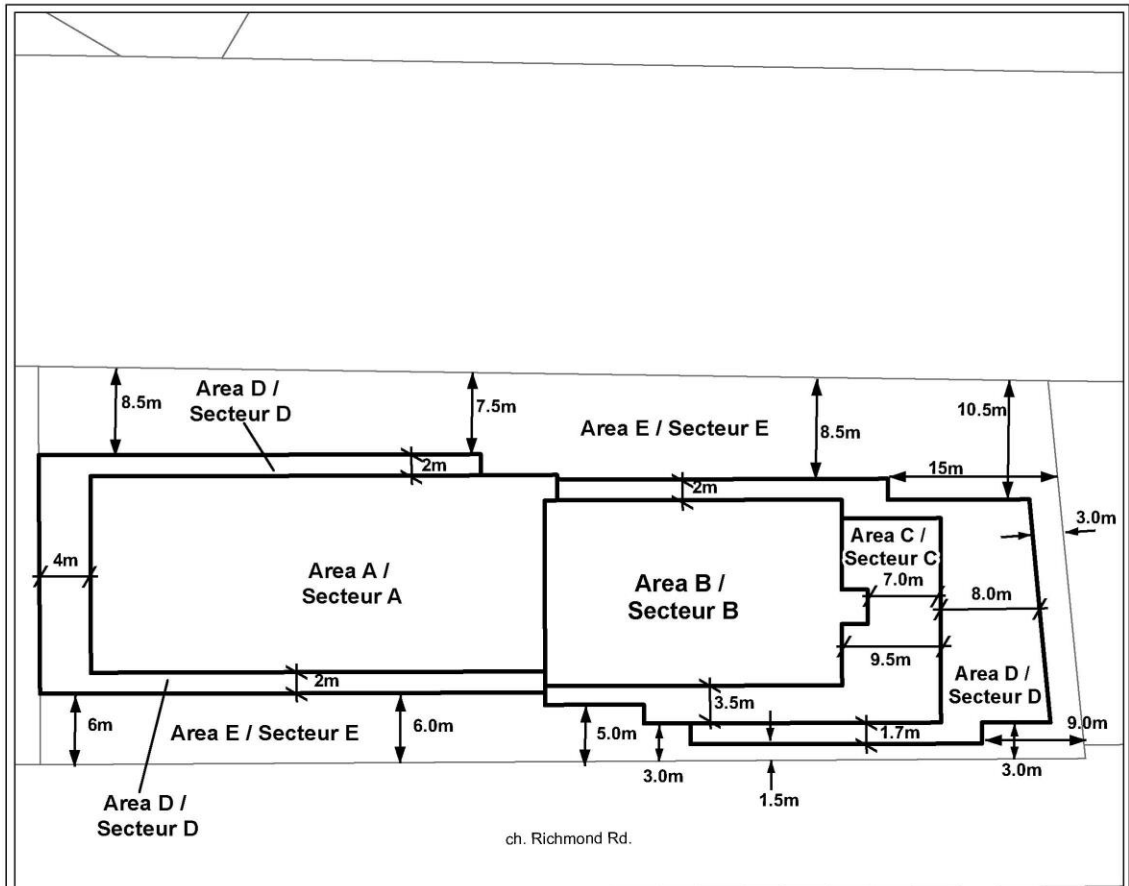 8.5m
Area D /
Secteur D
7.5m
Area E / Secteur E
8.5m
10.5m
2m
2m
15m
3.0m
4m
Area A /
Secteur A
Area B /
Secteur B
Area C /
Secteur C
7.0m
8.0m
9.5m
Area D /
Secteur D
2m
3.5m
6m
Area E / Secteur E
6.0m
5.0m
3.0m
1.7m
9.0m
3.0m
1.5m
Area D /
Secteur D
ch. Richmond Rd.